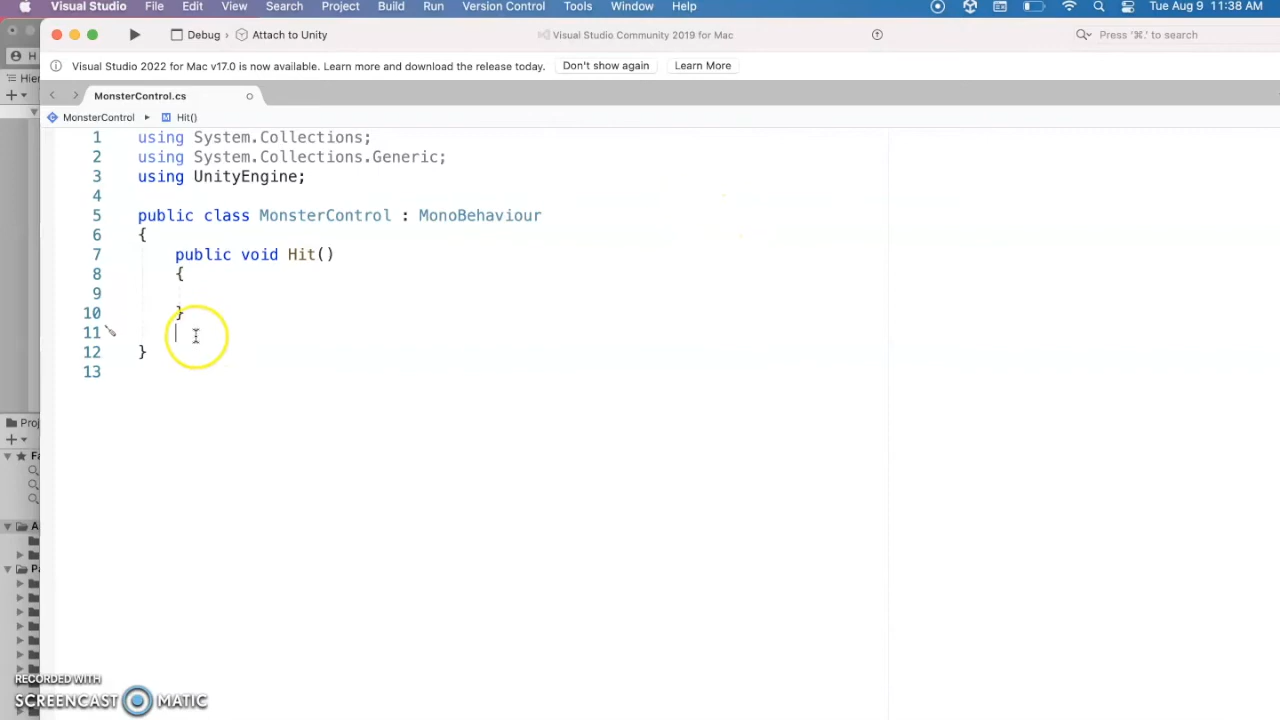 Visual Studio File Edit View Search Project Build Run Version Control Tools Window Help Tue Aug 9 11:38 AM
Debug › Attach to Unity Visual Studio Community 2019 for Mac Press '⌘.' to search
H
Visual Studio 2022 for Mac v17.0 is now available. Learn more and download the release today. Don't show again Learn More
Hier
MonsterControl.cs
MonsterControl Hit()
1 using System.Collections;
2 using System.Collections.Generic;
3 using UnityEngine;
4
5 public class MonsterControl : MonoBehaviour
6 {
7 public void Hit()
8 {
9
10 }
11
12 }
13
Proj
Fa
A
Pa
RECORDED WITH
SCREENCAST MATIC